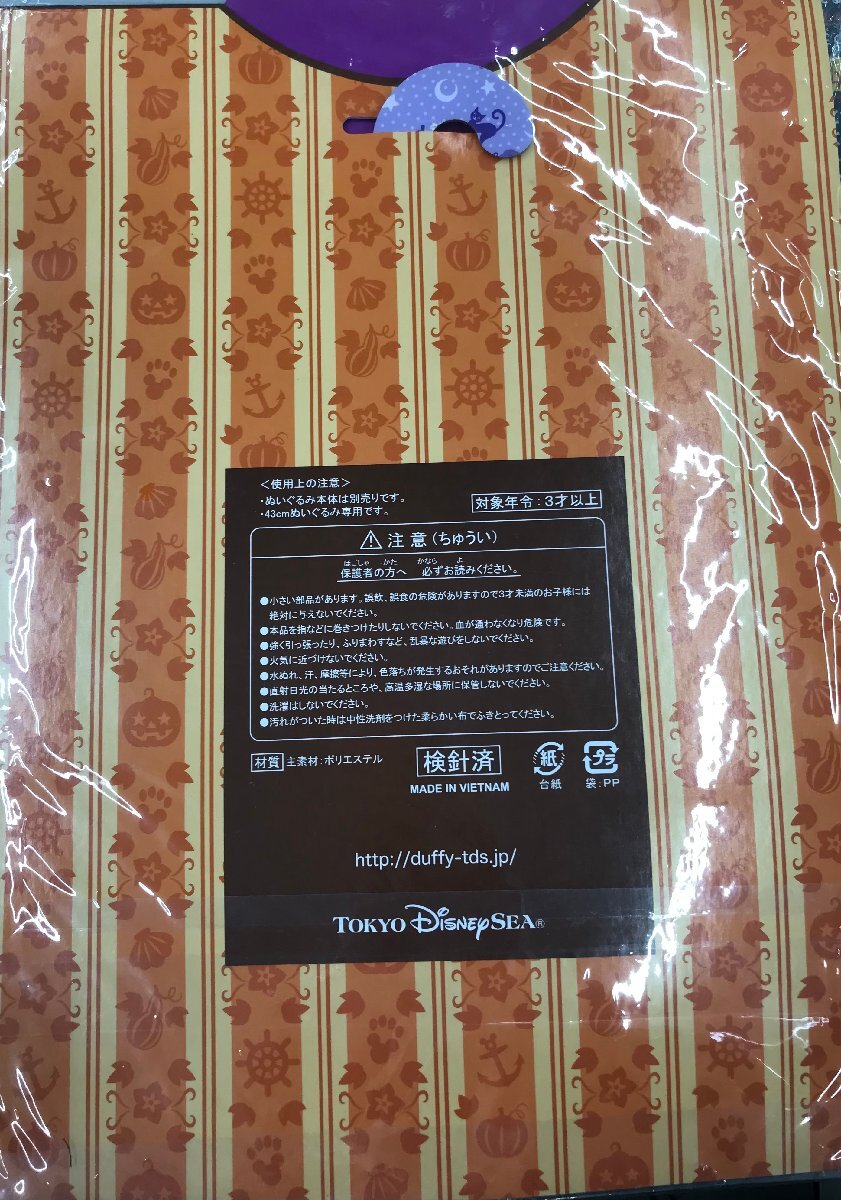 ＜使用上の注意＞
・ぬいぐるみ本体は別売りです。
・43cmぬいぐるみ専用です。
対象年令：3才以上
⚠ 注意（ちゅうい）
ほごしゃ かた かなら よ
保護者の方へ 必ずお読みください。
●小さい部品があります。誤飲、誤食の危険がありますので3才未満のお子様には
絶対に与えないでください。
●本品を指などに巻きつけたりしないでください。血が通わなくなり危険です。
●強く引っ張ったり、ふりまわすなど、乱暴な遊びをしないでください。
●火気に近づけないでください。
●水ぬれ、汗、摩擦等により、色落ちが発生するおそれがありますのでご注意ください。
●直射日光の当たるところや、高温多湿な場所に保管しないでください。
●洗濯はしないでください。
●汚れがついた時は中性洗剤をつけた柔らかい布でふきとってください。
材質 主素材：ポリエステル
検針済
MADE IN VIETNAM
紙
台紙
プラ
袋：PP
http://duffy-tds.jp/
TOKYO DISNEYSEA®